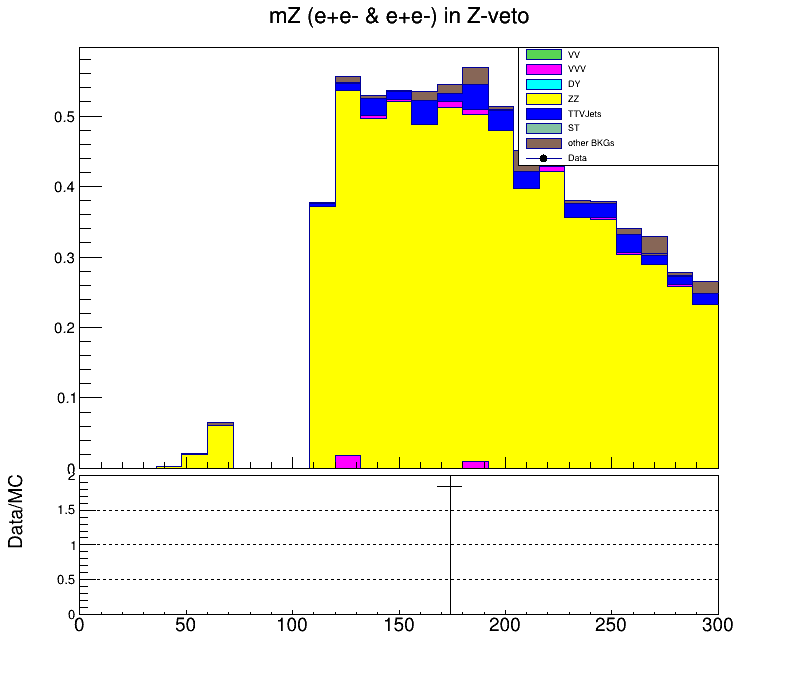 mZ (e+e- & e+e-) in Z-veto
VV
VVV
DY
ZZ
TTVJets
ST
other BKGs
Data
0.5
0.4
0.3
0.2
0.1
0
Data/MC
2
1.5
1
0.5
0
0 50 100 150 200 250 300